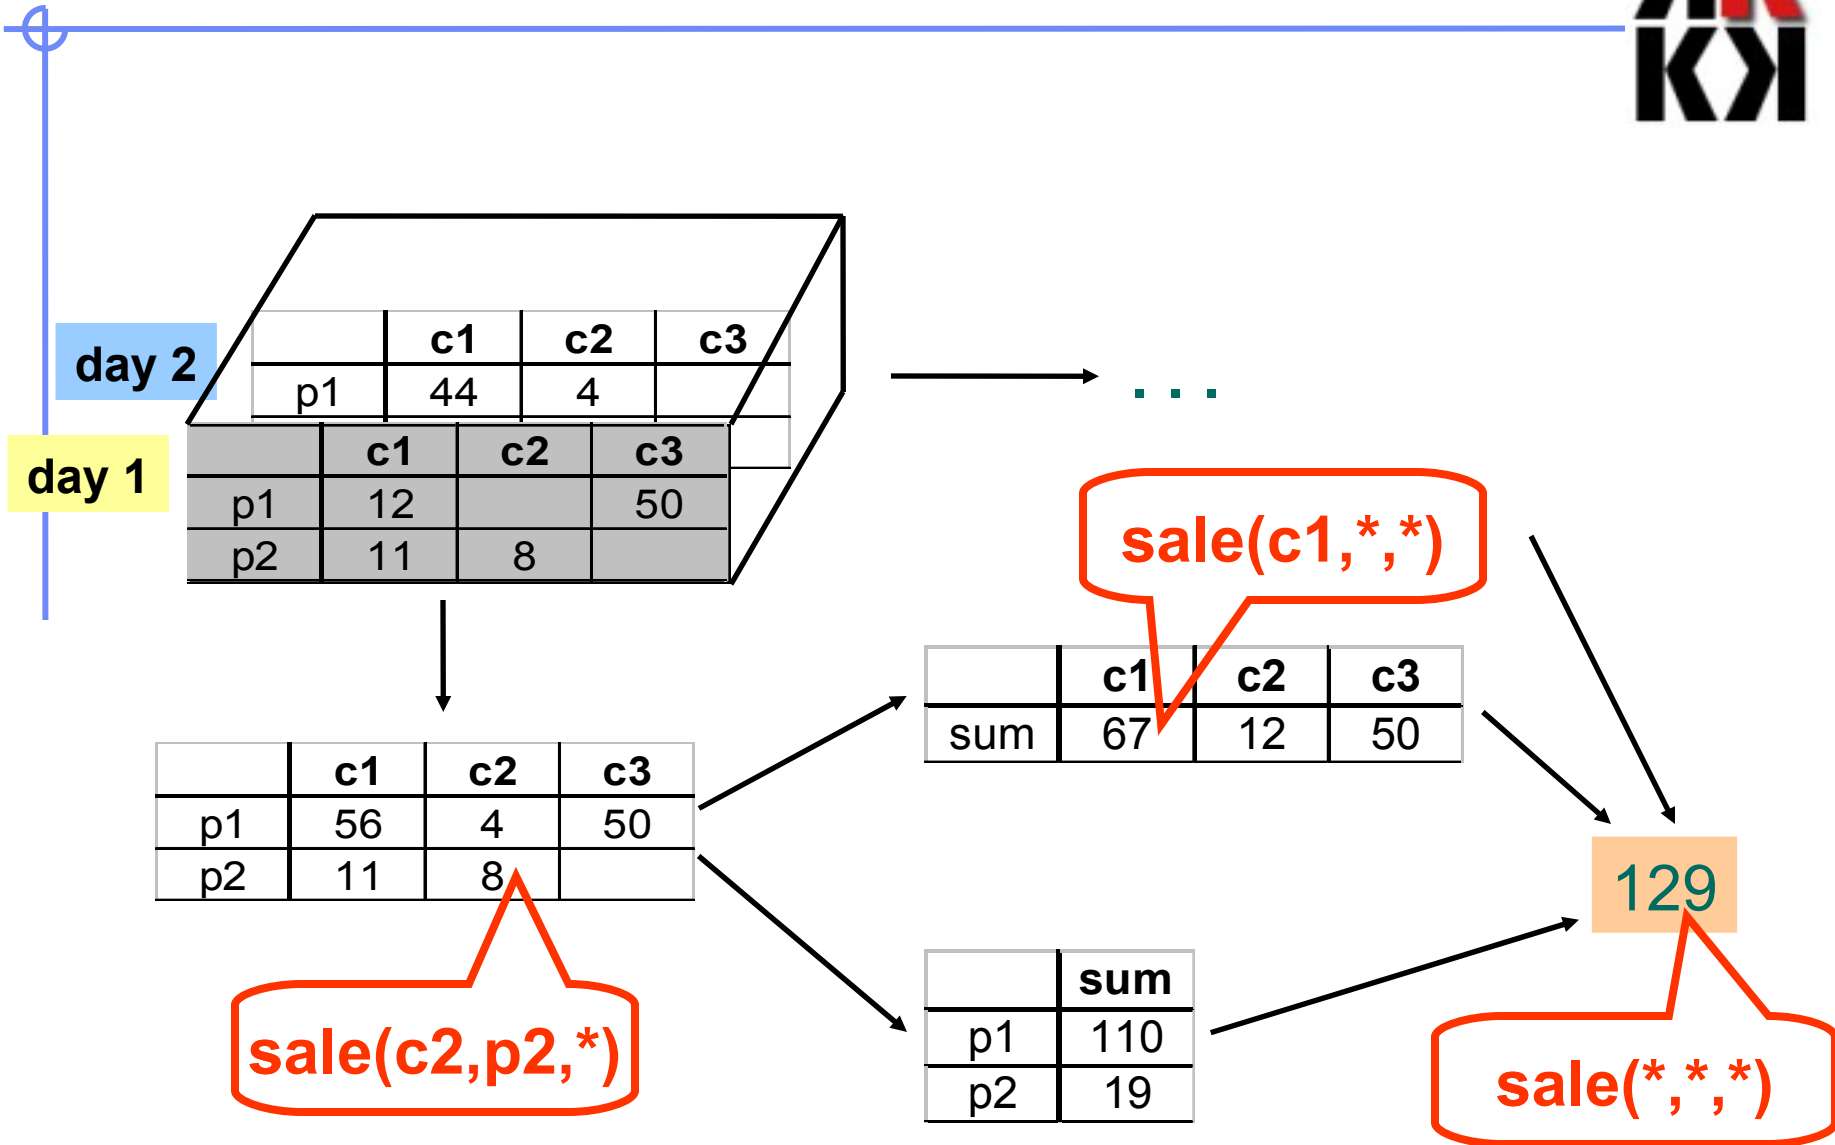 day 2
c1 c2 c3
p1 44 4
day 1
c1 c2 c3
p1 12 50
p2 11 8
. . .
sale(c1,*,*)
c1 c2 c3
sum 67 12 50
c1 c2 c3
p1 56 4 50
p2 11 8
129
sale(c2,p2,*)
sum
p1 110
p2 19
sale(*,*,*)